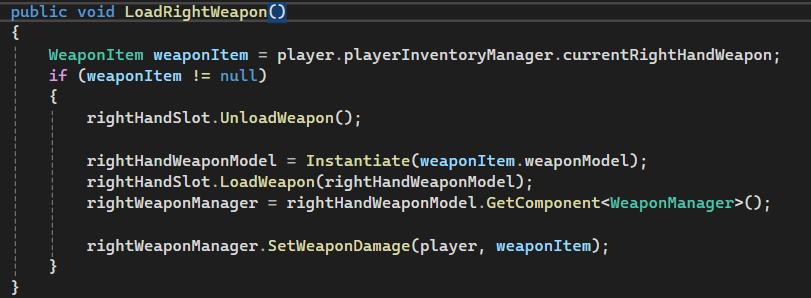 public void LoadRightWeapon()
{
WeaponItem weaponItem = player.playerInventoryManager.currentRightHandWeapon;
if (weaponItem != null)
{
rightHandSlot.UnloadWeapon();
rightHandWeaponModel = Instantiate(weaponItem.weaponModel);
rightHandSlot.LoadWeapon(rightHandWeaponModel);
rightWeaponManager = rightHandWeaponModel.GetComponent<WeaponManager>();
rightWeaponManager.SetWeaponDamage(player, weaponItem);
}
}